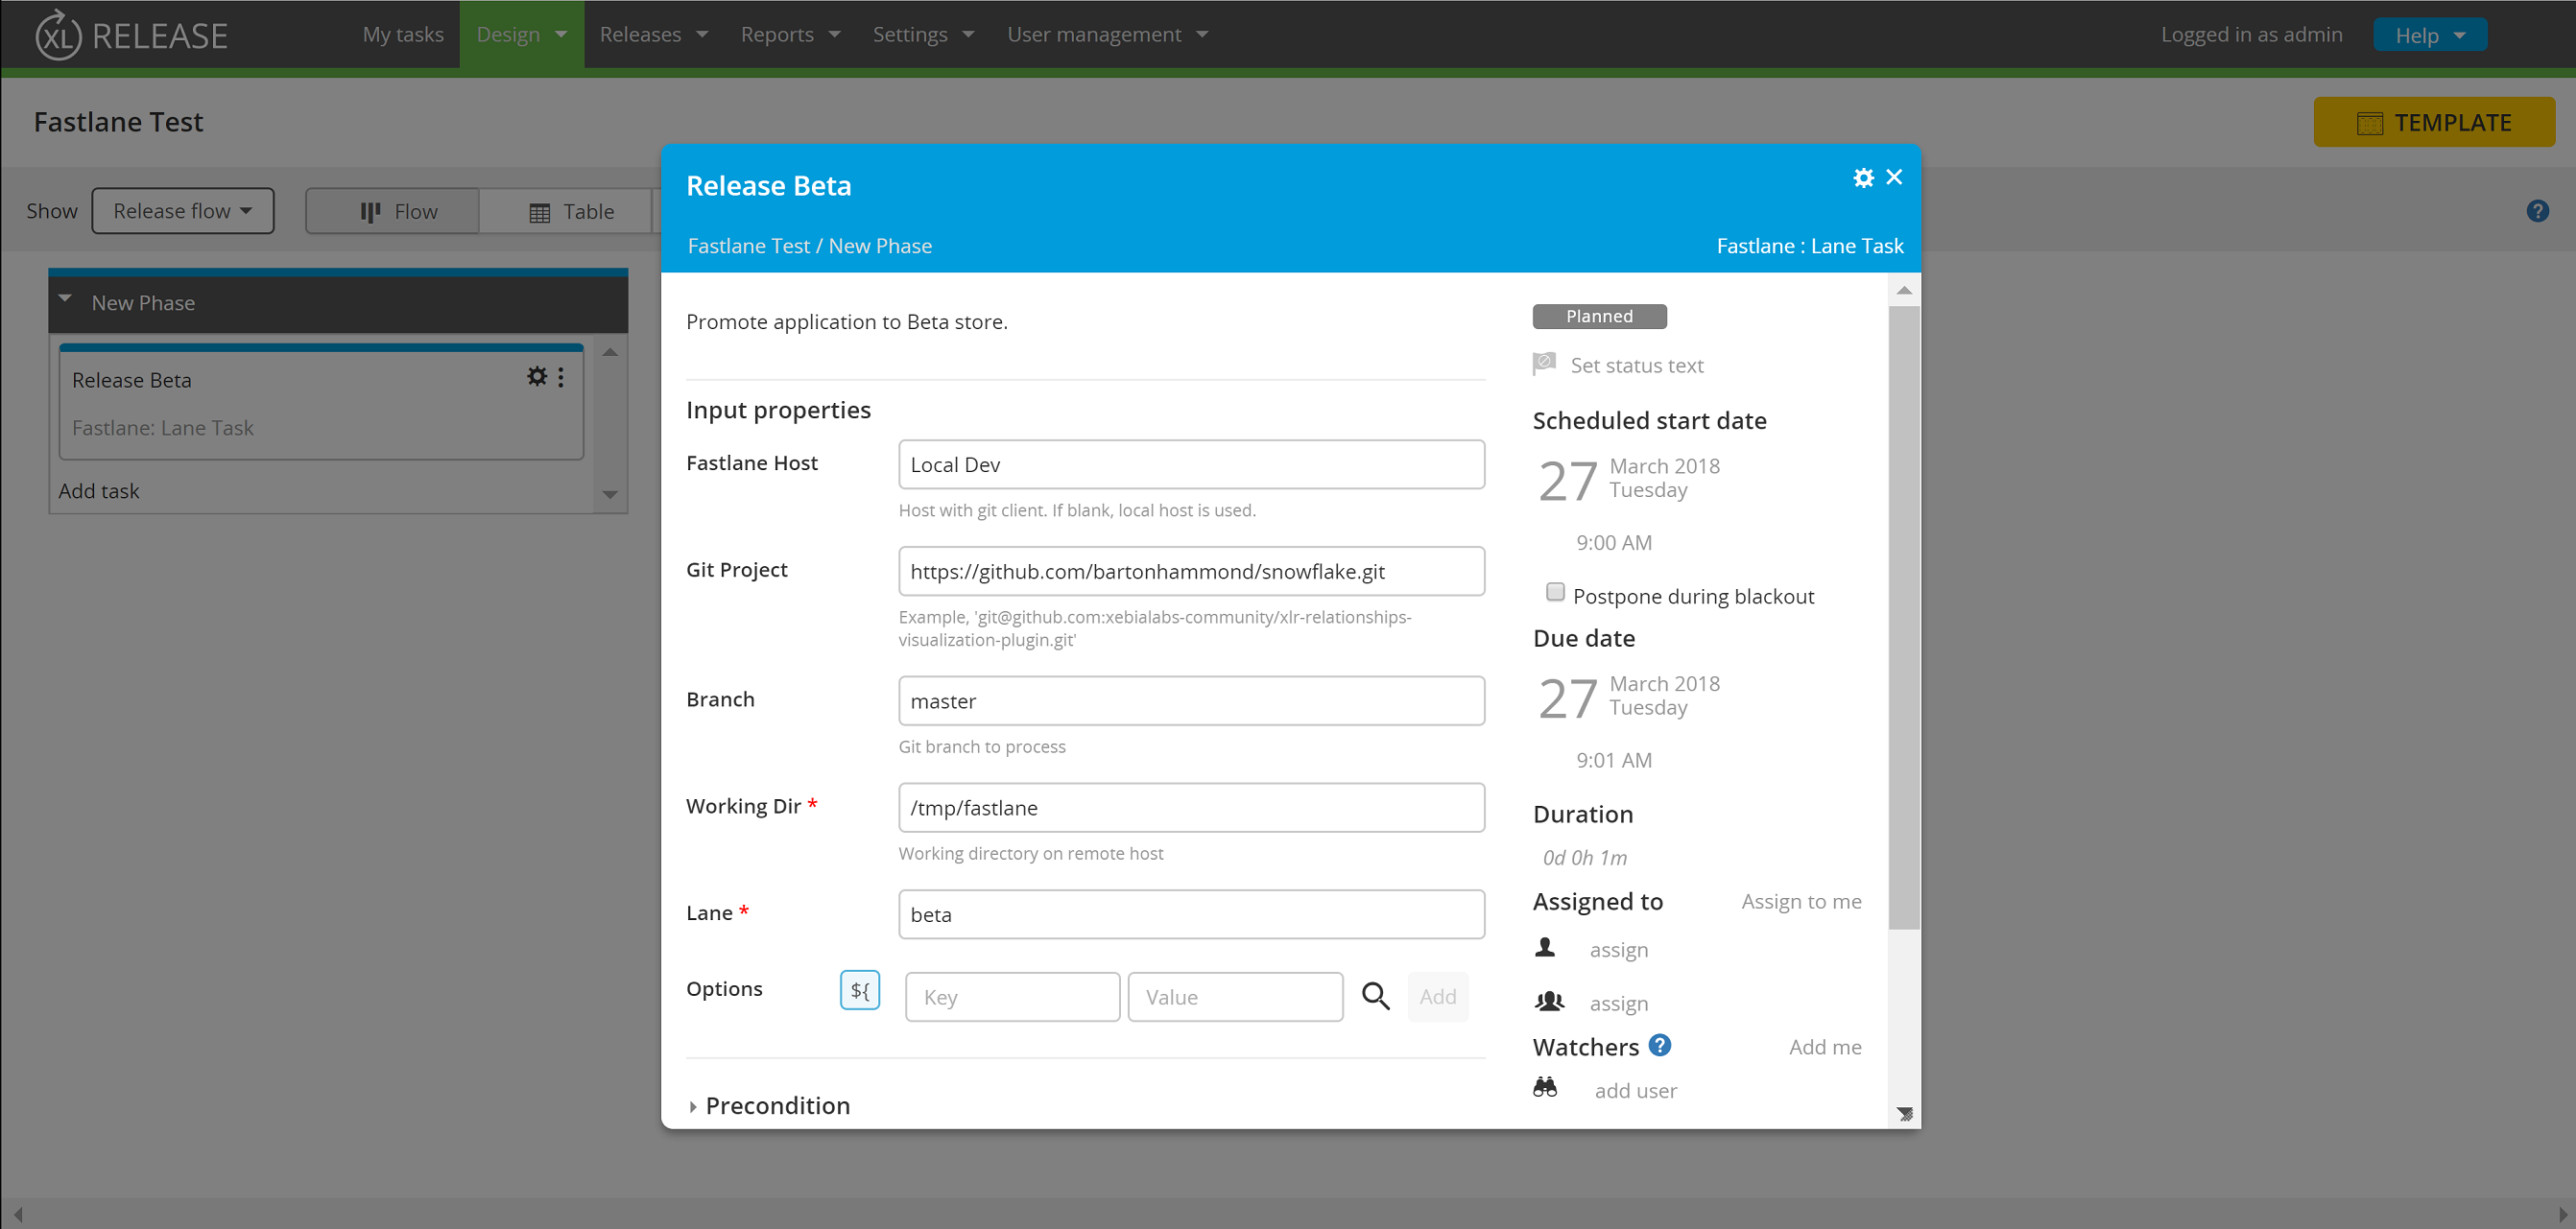 XL RELEASE
My tasks
Design
Releases
Reports
Settings
User management
Logged in as admin
Help
Fastlane Test
TEMPLATE
Show
Release flow
Flow
Table
?
New Phase
Release Beta
Fastlane: Lane Task
Add task
Release Beta
Fastlane Test / New Phase
Fastlane : Lane Task
Promote application to Beta store.
Input properties
Fastlane Host
Local Dev
Host with git client. If blank, local host is used.
Git Project
https://github.com/bartonhammond/snowflake.git
Example, 'git@github.com:xebialabs-community/xlr-relationships-
visualization-plugin.git'
Branch
master
Git branch to process
Working Dir *
/tmp/fastlane
Working directory on remote host
Lane *
beta
Options
${
Key
Value
Add
Precondition
Planned
Set status text
Scheduled start date
27 March 2018
Tuesday
9:00 AM
Postpone during blackout
Due date
27 March 2018
Tuesday
9:01 AM
Duration
0d 0h 1m
Assigned to
Assign to me
assign
assign
Watchers ?
Add me
add user